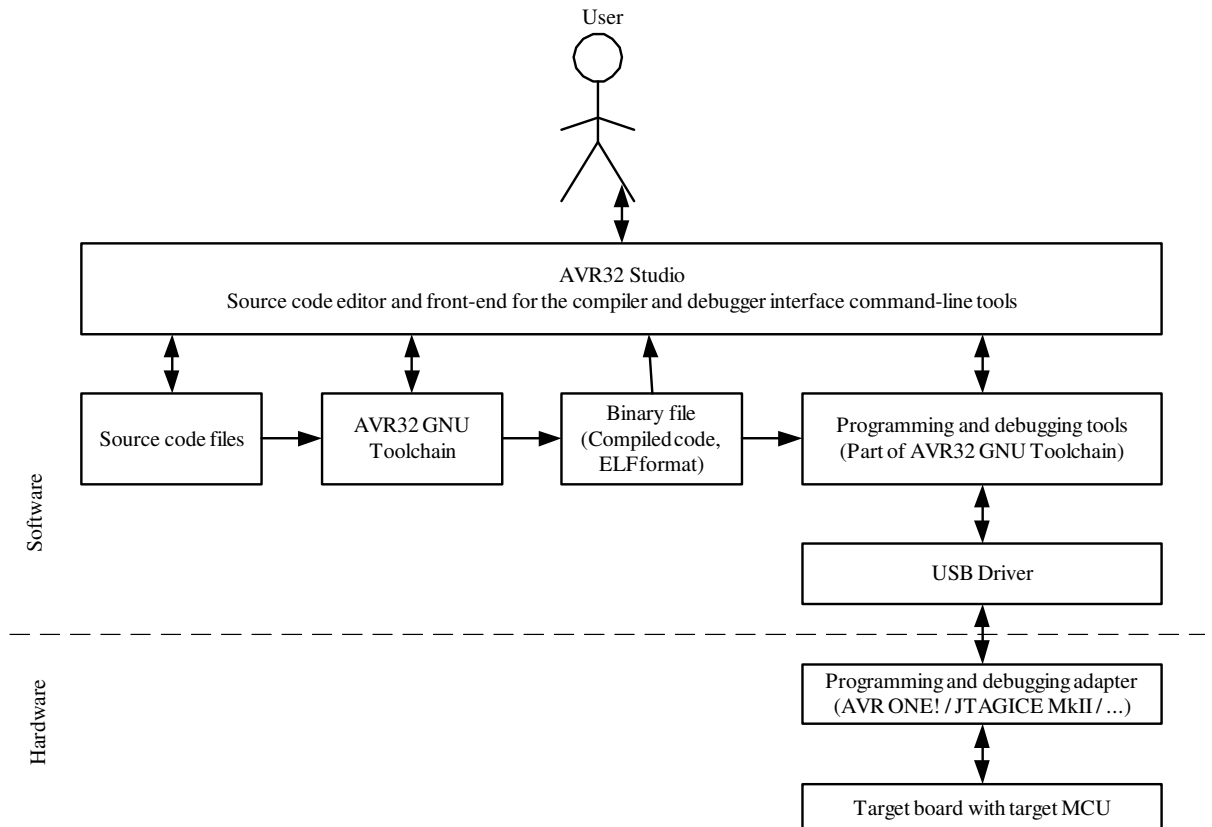 User
AVR32 Studio
Source code editor and front-end for the compiler and debugger interface command-line tools
Source code files
AVR32 GNU
Toolchain
Binary file
(Compiled code,
ELF format)
Programming and debugging tools
(Part of AVR32 GNU Toolchain)
Software
USB Driver
Hardware
Programming and debugging adapter
(AVR ONE! / JTAGICE MkII / ...)
Target board with target MCU